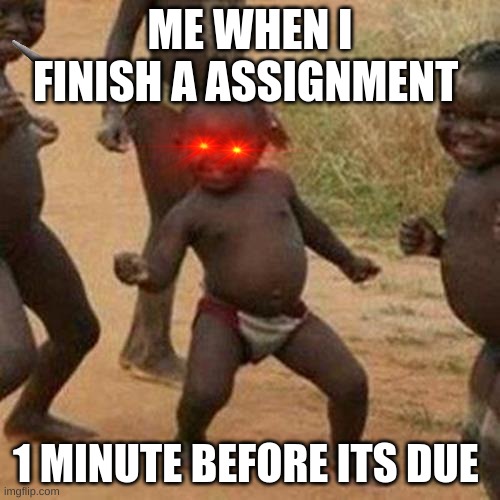 ME WHEN I
FINISH A ASSIGNMENT
1 MINUTE BEFORE ITS DUE
imgflip.com